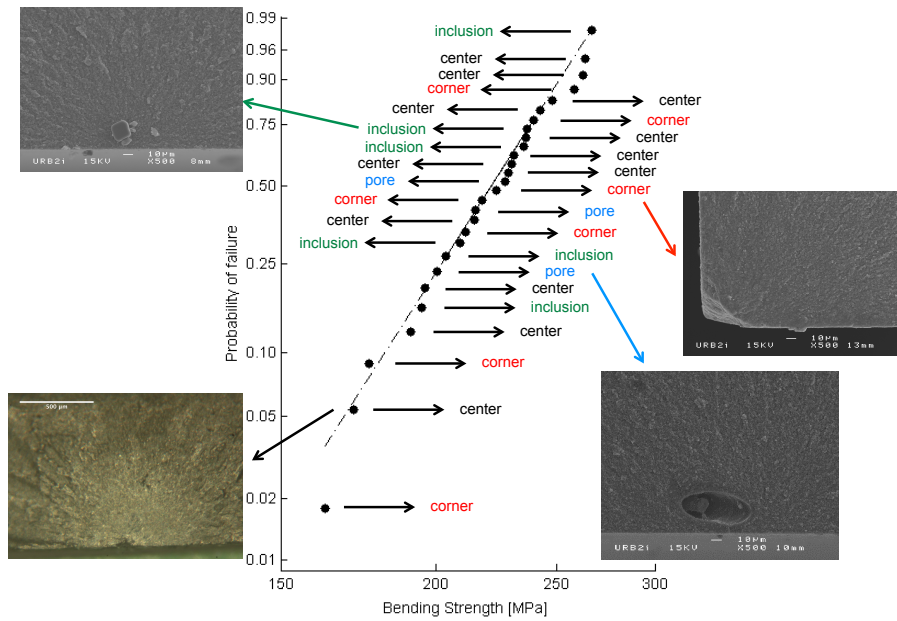 0.99
0.96
0.90
0.75
0.50
0.25
0.10
0.05
0.02
0.01
Probability of failure
150
200
250
300
Bending Strength [MPa]
inclusion
center
center
corner
center
inclusion
inclusion
center
pore
corner
center
inclusion
center
corner
center
center
center
corner
pore
corner
inclusion
pore
center
inclusion
center
corner
center
corner
URB2i 15KV 10µm X500 8mm
URB2i 15KV 10µm X500 13mm
URB2i 15KV 10µm X500 10mm
500 µm